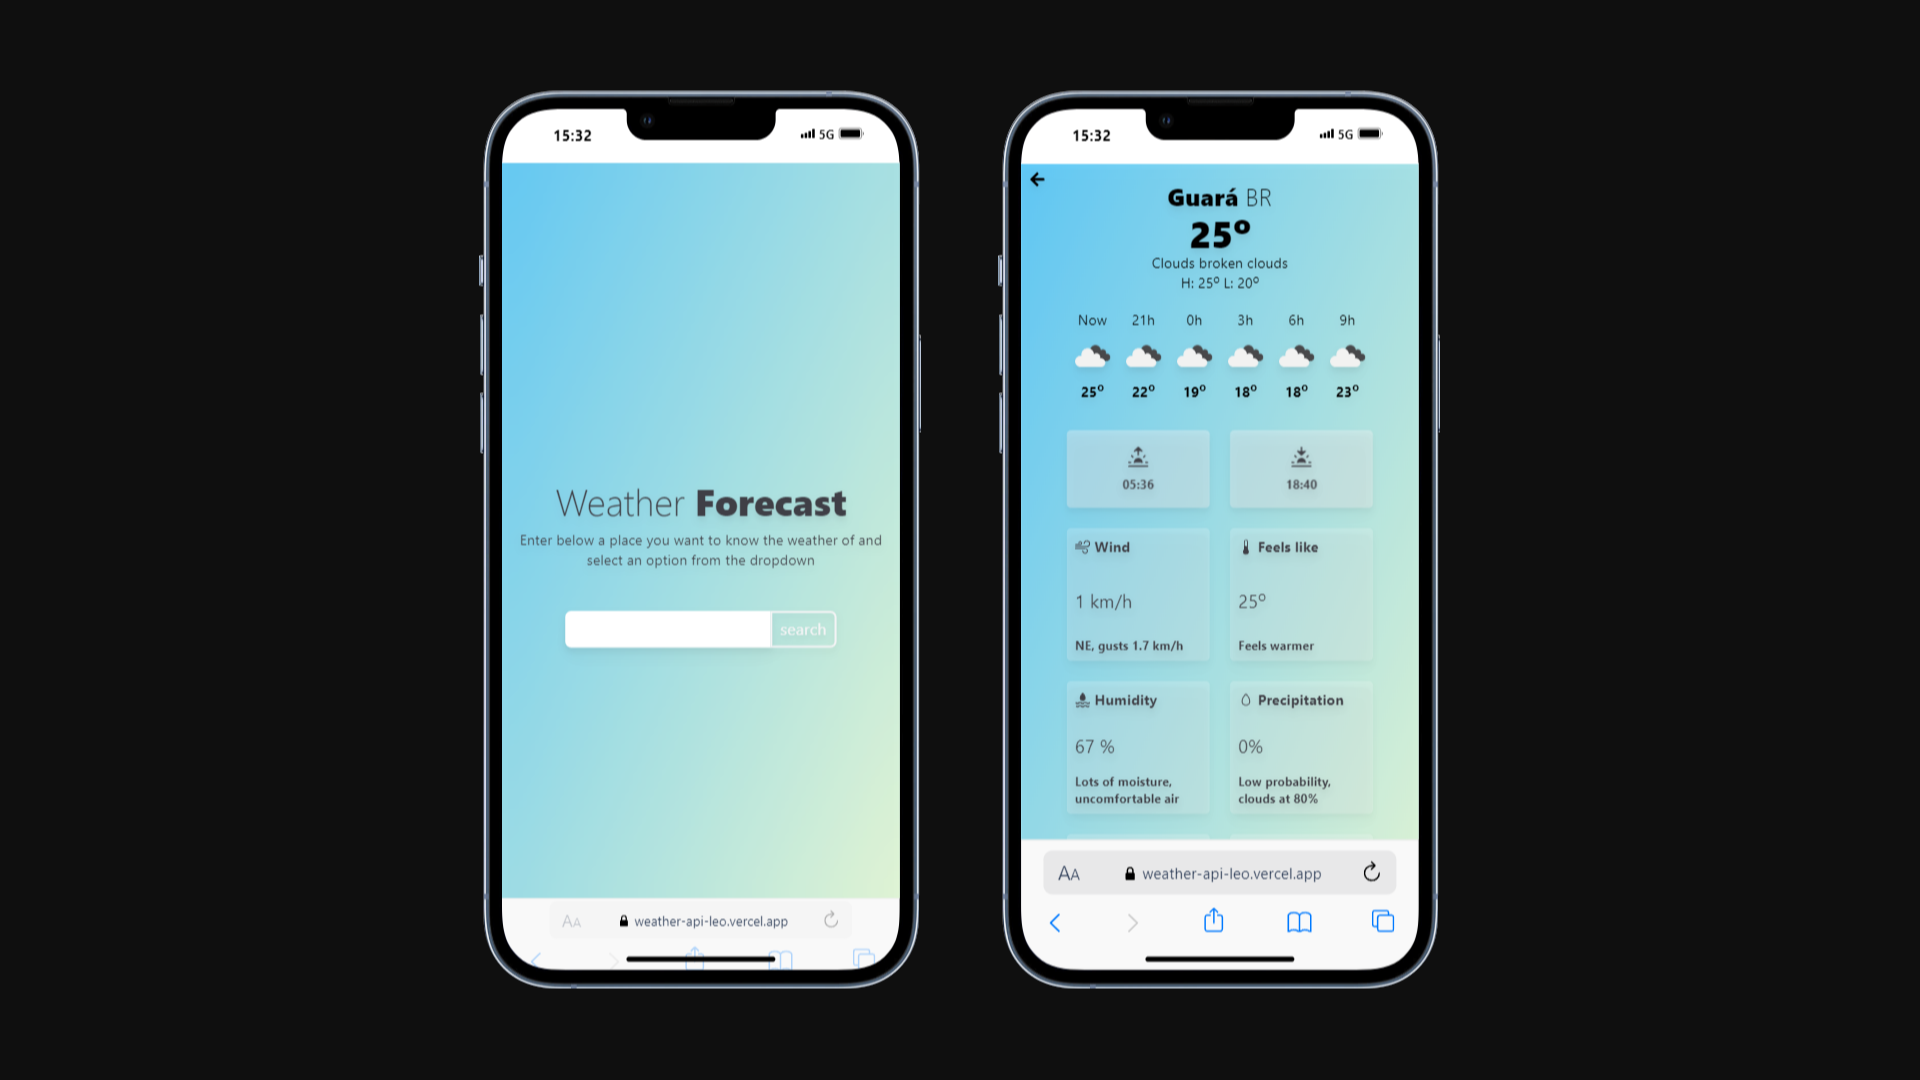 15:32
5G
Weather Forecast
Enter below a place you want to know the weather of and
select an option from the dropdown
search
AA
weather-api-leo.vercel.app
15:32
5G
Guará BR
25º
Clouds broken clouds
H: 25º L: 20º
Now 21h 0h 3h 6h 9h
25º 22º 19º 18º 18º 23º
05:36
18:40
Wind
1 km/h
NE, gusts 1.7 km/h
Feels like
25º
Feels warmer
Humidity
67 %
Lots of moisture,
uncomfortable air
Precipitation
0%
Low probability,
clouds at 80%
AA
weather-api-leo.vercel.app